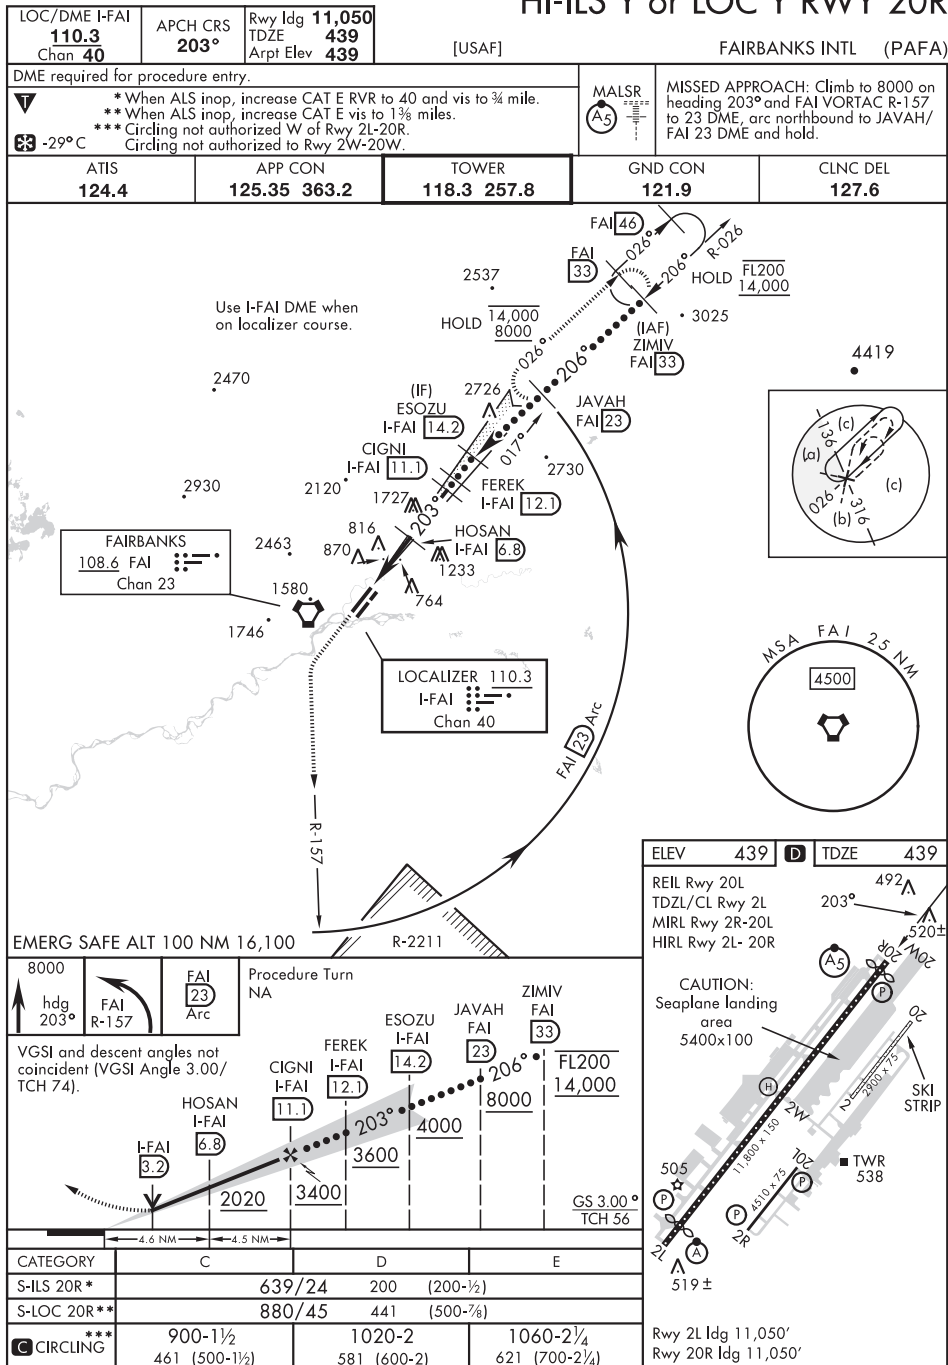 HI-ILS Y or LOC Y RWY 20R
LOC/DME I-FAI
110.3
Chan 40
APCH CRS
203°
Rwy ldg 11,050
TDZE 439
Arpt Elev 439
[USAF]
FAIRBANKS INTL (PAFA)
DME required for procedure entry.
T
-29°C
* When ALS inop, increase CAT E RVR to 40 and vis to ¾ mile.
** When ALS inop, increase CAT E vis to 1⅜ miles.
*** Circling not authorized W of Rwy 2L-20R.
Circling not authorized to Rwy 2W-20W.
MALSR
A5
MISSED APPROACH: Climb to 8000 on
heading 203° and FAI VORTAC R-157
to 23 DME, arc northbound to JAVAH/
FAI 23 DME and hold.
ATIS
124.4
APP CON
125.35 363.2
TOWER
118.3 257.8
GND CON
121.9
CLNC DEL
127.6
FAI 46
026°
R-026
FAI
33
206°
HOLD
FL200
14,000
2537
Use I-FAI DME when
on localizer course.
HOLD
14,000
8000
026°
206°
(IAF)
ZIMIV
FAI 33
3025
4419
2470
(IF)
ESOZU
I-FAI 14.2
2726
JAVAH
FAI 23
017°
CIGNI
I-FAI 11.1
2730
2930
2120
1727
203°
FEREK
I-FAI 12.1
136
(c)
(a)
(c)
026
(b)
316
816
HOSAN
I-FAI 6.8
870
1233
764
FAIRBANKS
108.6 FAI
Chan 23
2463
1580
1746
LOCALIZER 110.3
I-FAI
Chan 40
MSA FAI 25 NM
4500
FAI 23 Arc
R-157
R-2211
EMERG SAFE ALT 100 NM 16,100
ELEV 439
D
TDZE 439
REIL Rwy 20L
TDZL/CL Rwy 2L
MIRL Rwy 2R-20L
HIRL Rwy 2L- 20R
492
203°
520±
A5
20R
20W
P
CAUTION:
Seaplane landing
area
5400x100
20
2900 x 75
2
SKI
STRIP
H
2W
11,800 x 150
20L
TWR
538
505
P
4510 x 75
P
P
2R
2L
A
519 ±
Rwy 2L ldg 11,050'
Rwy 20R ldg 11,050'
8000
hdg
203°
FAI
R-157
FAI
23
Arc
Procedure Turn
NA
VGSI and descent angles not
coincident (VGSI Angle 3.00/
TCH 74).
I-FAI
3.2
HOSAN
I-FAI
6.8
CIGNI
I-FAI
11.1
FEREK
I-FAI
12.1
ESOZU
I-FAI
14.2
JAVAH
FAI
23
ZIMIV
FAI
33
206°
FL200
14,000
8000
203°
4000
3600
3400
2020
GS 3.00°
TCH 56
4.6 NM
4.5 NM
CATEGORY C D E
S-ILS 20R* 639/24 200 (200-½)
S-LOC 20R** 880/45 441 (500-⅞)
C CIRCLING *** 900-1½ 461 (500-1½) 1020-2 581 (600-2) 1060-2¼ 621 (700-2¼)